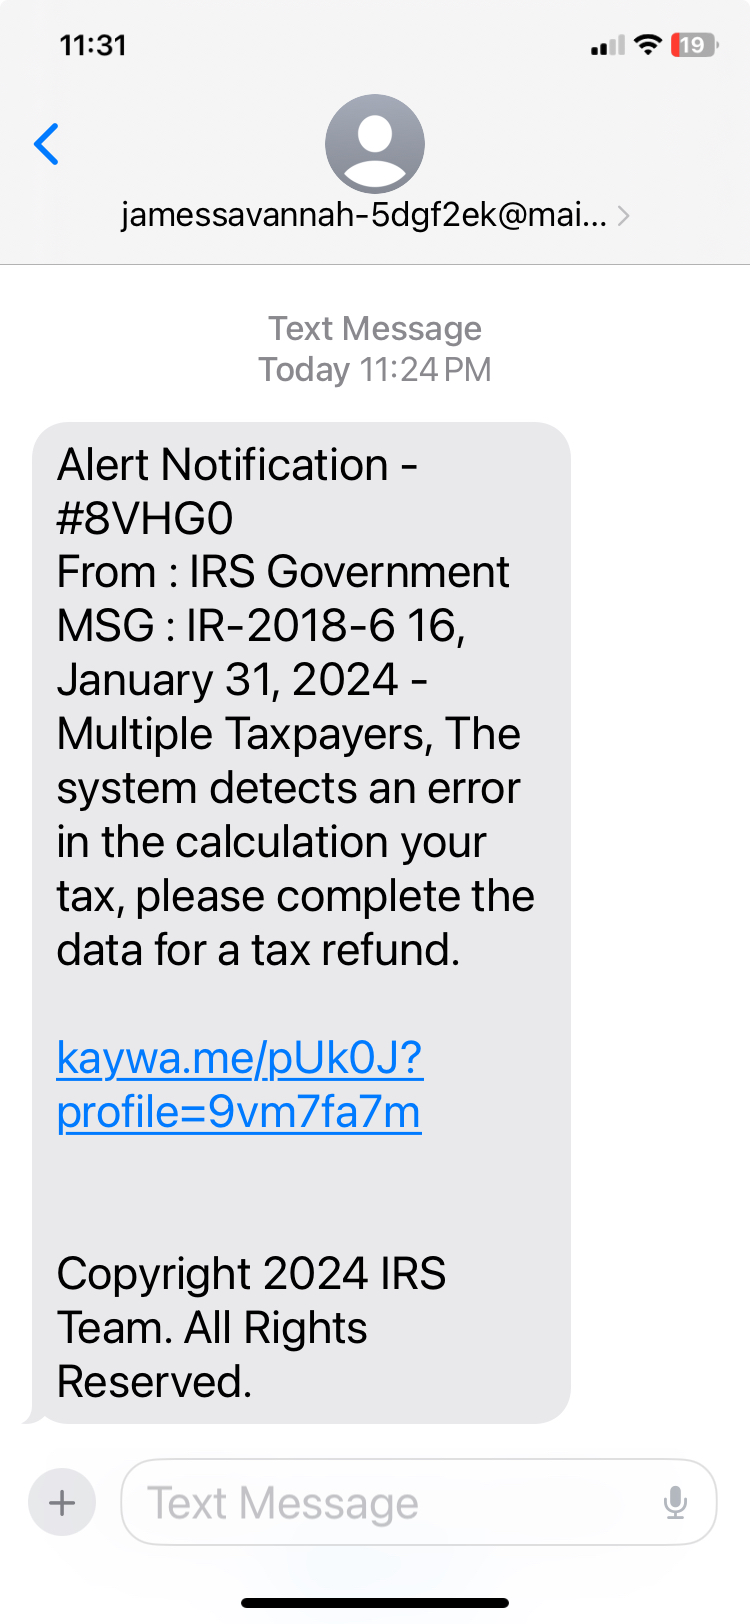 11:31
19
jamessavannah-5dgf2ek@mai...
Text Message
Today 11:24 PM
Alert Notification -
#8VHG0
From : IRS Government
MSG : IR-2018-6 16,
January 31, 2024 -
Multiple Taxpayers, The
system detects an error
in the calculation your
tax, please complete the
data for a tax refund.
kaywa.me/pUk0J?
profile=9vm7fa7m
Copyright 2024 IRS
Team. All Rights
Reserved.
Text Message